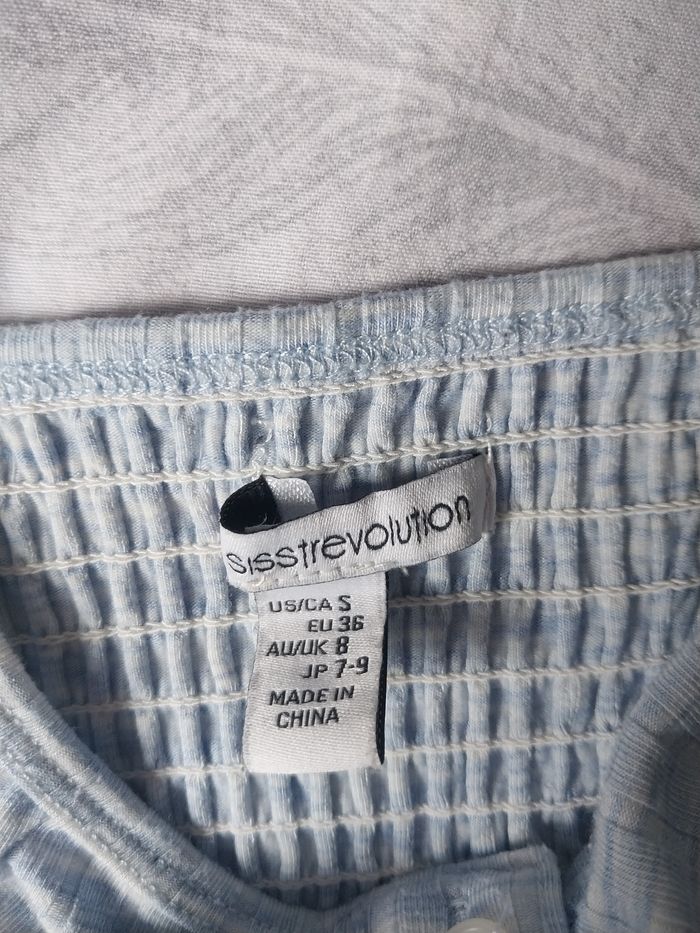 sisstrevolution
US/CA S
EU 36
AU/UK 8
JP 7-9
MADE IN
CHINA